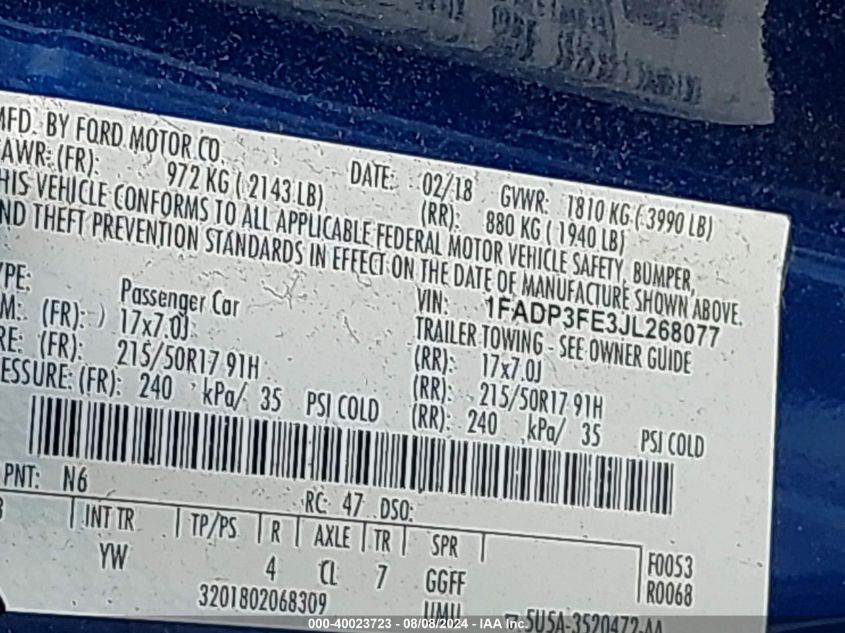 MFD. BY FORD MOTOR CO.
DATE: 02/18 GVWR: 1810 KG ( 3990 LB)
AWR: (FR): 972 KG ( 2143 LB) (RR): 880 KG ( 1940 LB)
HIS VEHICLE CONFORMS TO ALL APPLICABLE FEDERAL MOTOR VEHICLE SAFETY, BUMPER,
ND THEFT PREVENTION STANDARDS IN EFFECT ON THE DATE OF MANUFACTURE SHOWN ABOVE.
VIN: 1FADP3FE3JL268077
YPE: Passenger Car TRAILER TOWING - SEE OWNER GUIDE
M: (FR): 17x7.0J (RR): 17x7.0J
RE: (FR): 215/50R17 91H (RR): 215/50R17 91H
ESSURE: (FR): 240 kPa/ 35 PSI COLD (RR): 240 kPa/ 35 PSI COLD
PNT: N6
RC: 47 DSO:
INT TR TP/PS R AXLE TR SPR
YW 4 CL 7 GGFF
F0053
R0068
3201802068309 UMU 5U5A-3520472-AA
000-40023723 - 08/08/2024 - IAA Inc.